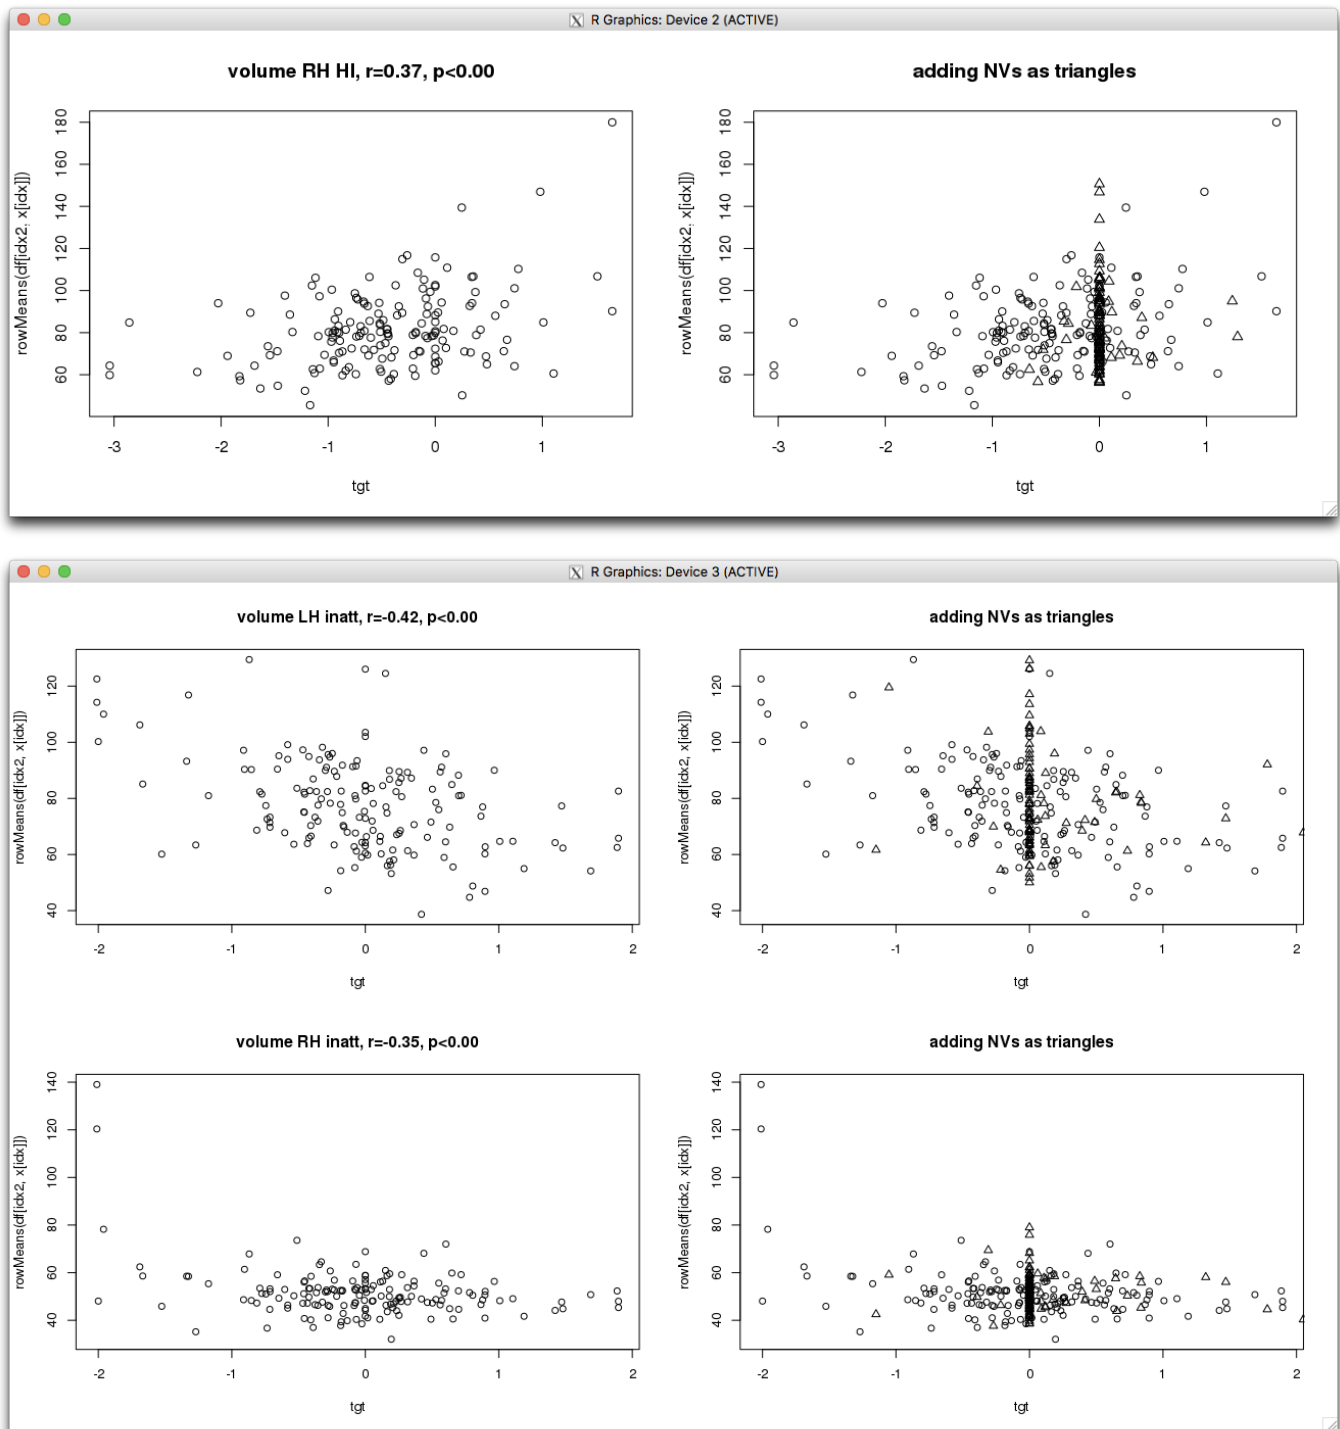 R Graphics: Device 2 (ACTIVE)
volume RH HI, r=0.37, p<0.00
adding NVs as triangles
rowMeans(df[idx2, x[idx]])
180
160
140
120
100
80
60
-3 -2 -1 0 1
tgt
rowMeans(df[idx2, x[idx]])
180
160
140
120
100
80
60
-3 -2 -1 0 1
tgt
R Graphics: Device 3 (ACTIVE)
volume LH inatt, r=-0.42, p<0.00
adding NVs as triangles
rowMeans(df[idx2, x[idx]])
120
100
80
60
40
-2 -1 0 1 2
tgt
rowMeans(df[idx2, x[idx]])
120
100
80
60
40
-2 -1 0 1 2
tgt
volume RH inatt, r=-0.35, p<0.00
adding NVs as triangles
rowMeans(df[idx2, x[idx]])
140
120
100
80
60
40
-2 -1 0 1 2
tgt
rowMeans(df[idx2, x[idx]])
140
120
100
80
60
40
-2 -1 0 1 2
tgt